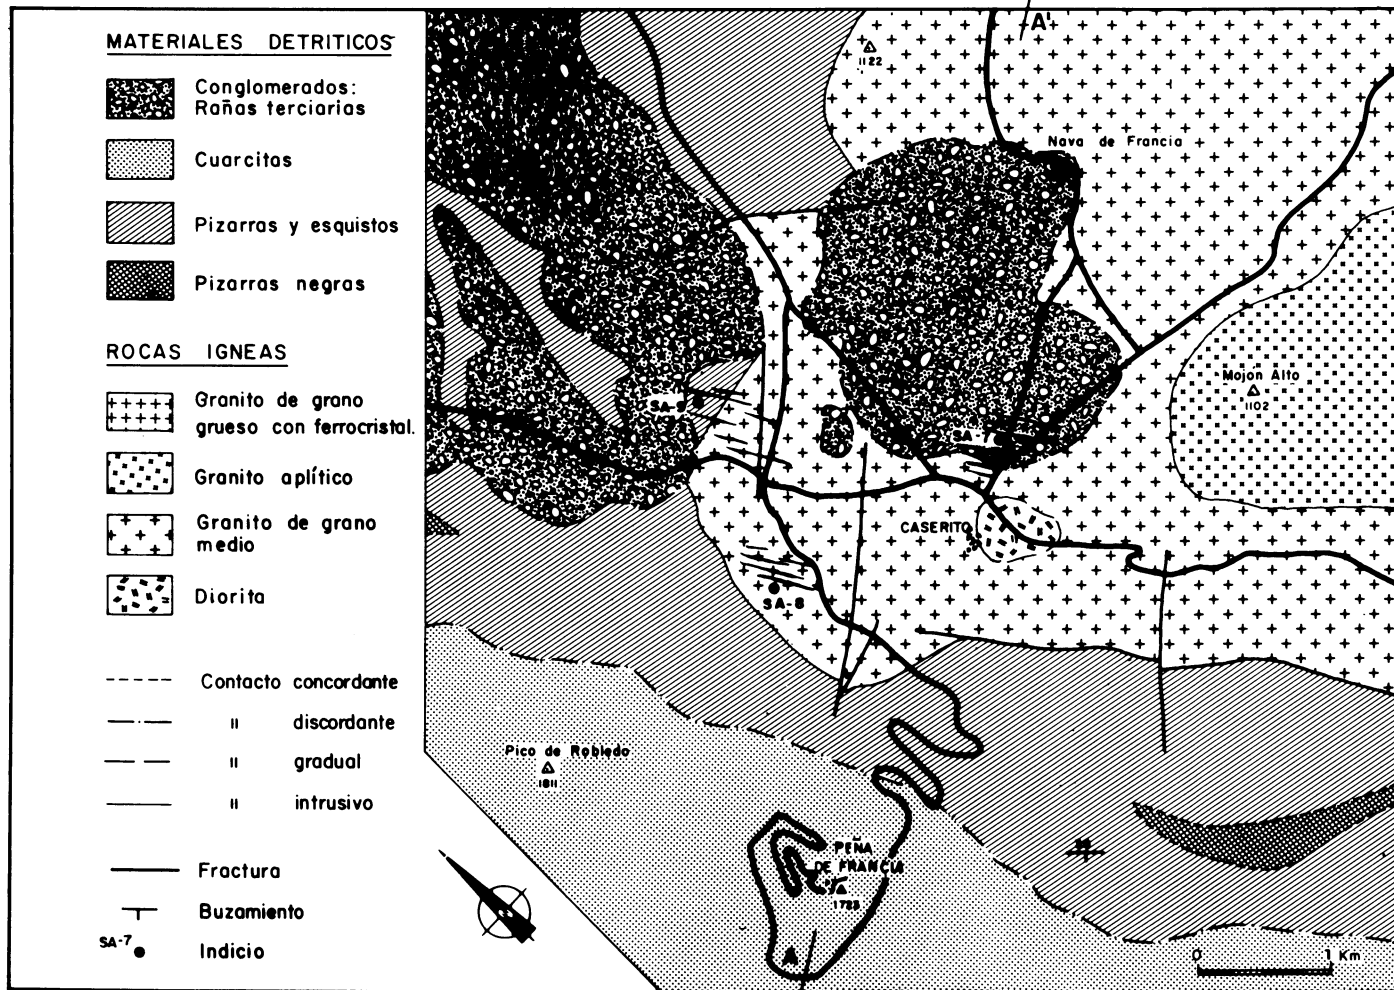 MATERIALES DETRITICOS
Conglomerados:
Rañas terciarias
Cuarcitas
Pizarras y esquistos
Pizarras negras
ROCAS IGNEAS
Granito de grano
grueso con ferrocristal.
Granito aplítico
Granito de grano
medio
Diorita
Contacto concordante
" discordante
" gradual
" intrusivo
Fractura
Buzamiento
SA-7
Indicio
A'
1122
Nava de Francia
Mojón Alto
1102
SA-9
SA-7
CASERITO
SA-8
Pico de Robledo
1611
PEÑA
DE FRANCIA
1723
A
0 1 Km